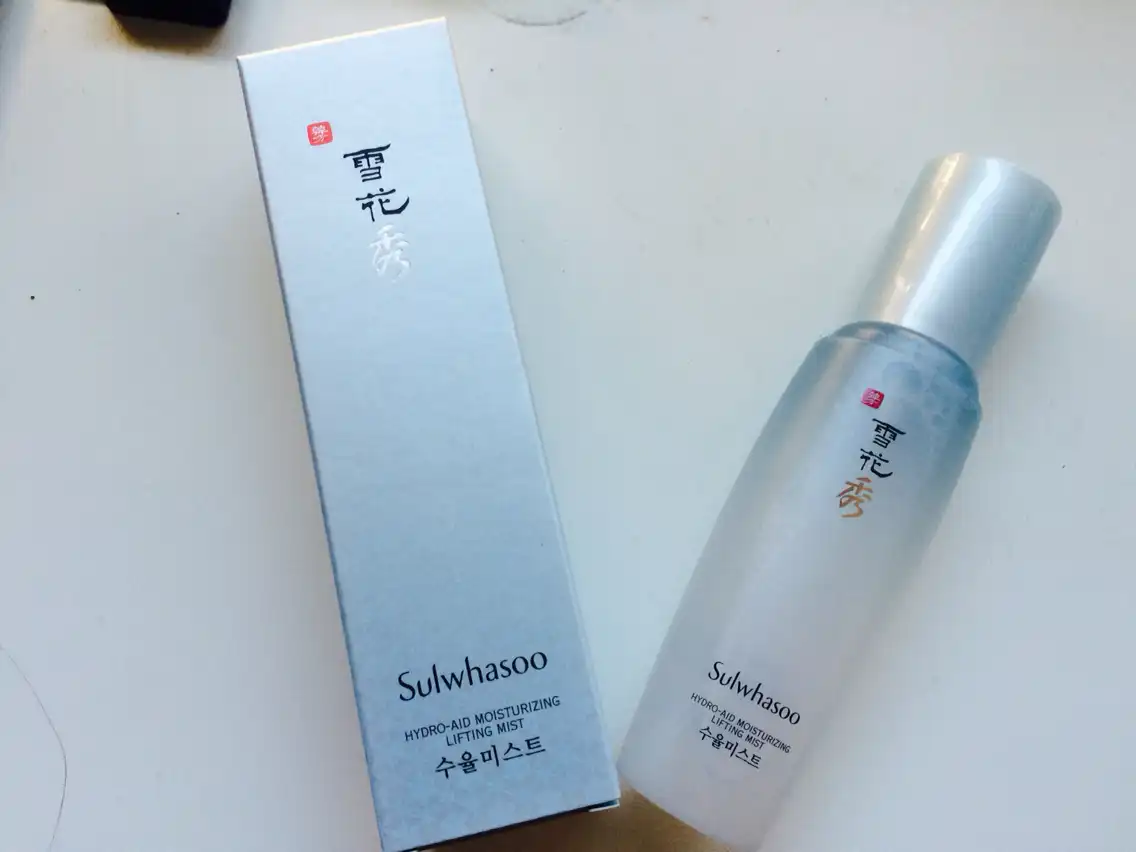 雪
花
秀
Sulwhasoo
HYDRO-AID MOISTURIZING
LIFTING MIST
수율미스트
雪
花
秀
Sulwhasoo
HYDRO-AID MOISTURIZING
LIFTING MIST
수율미스트